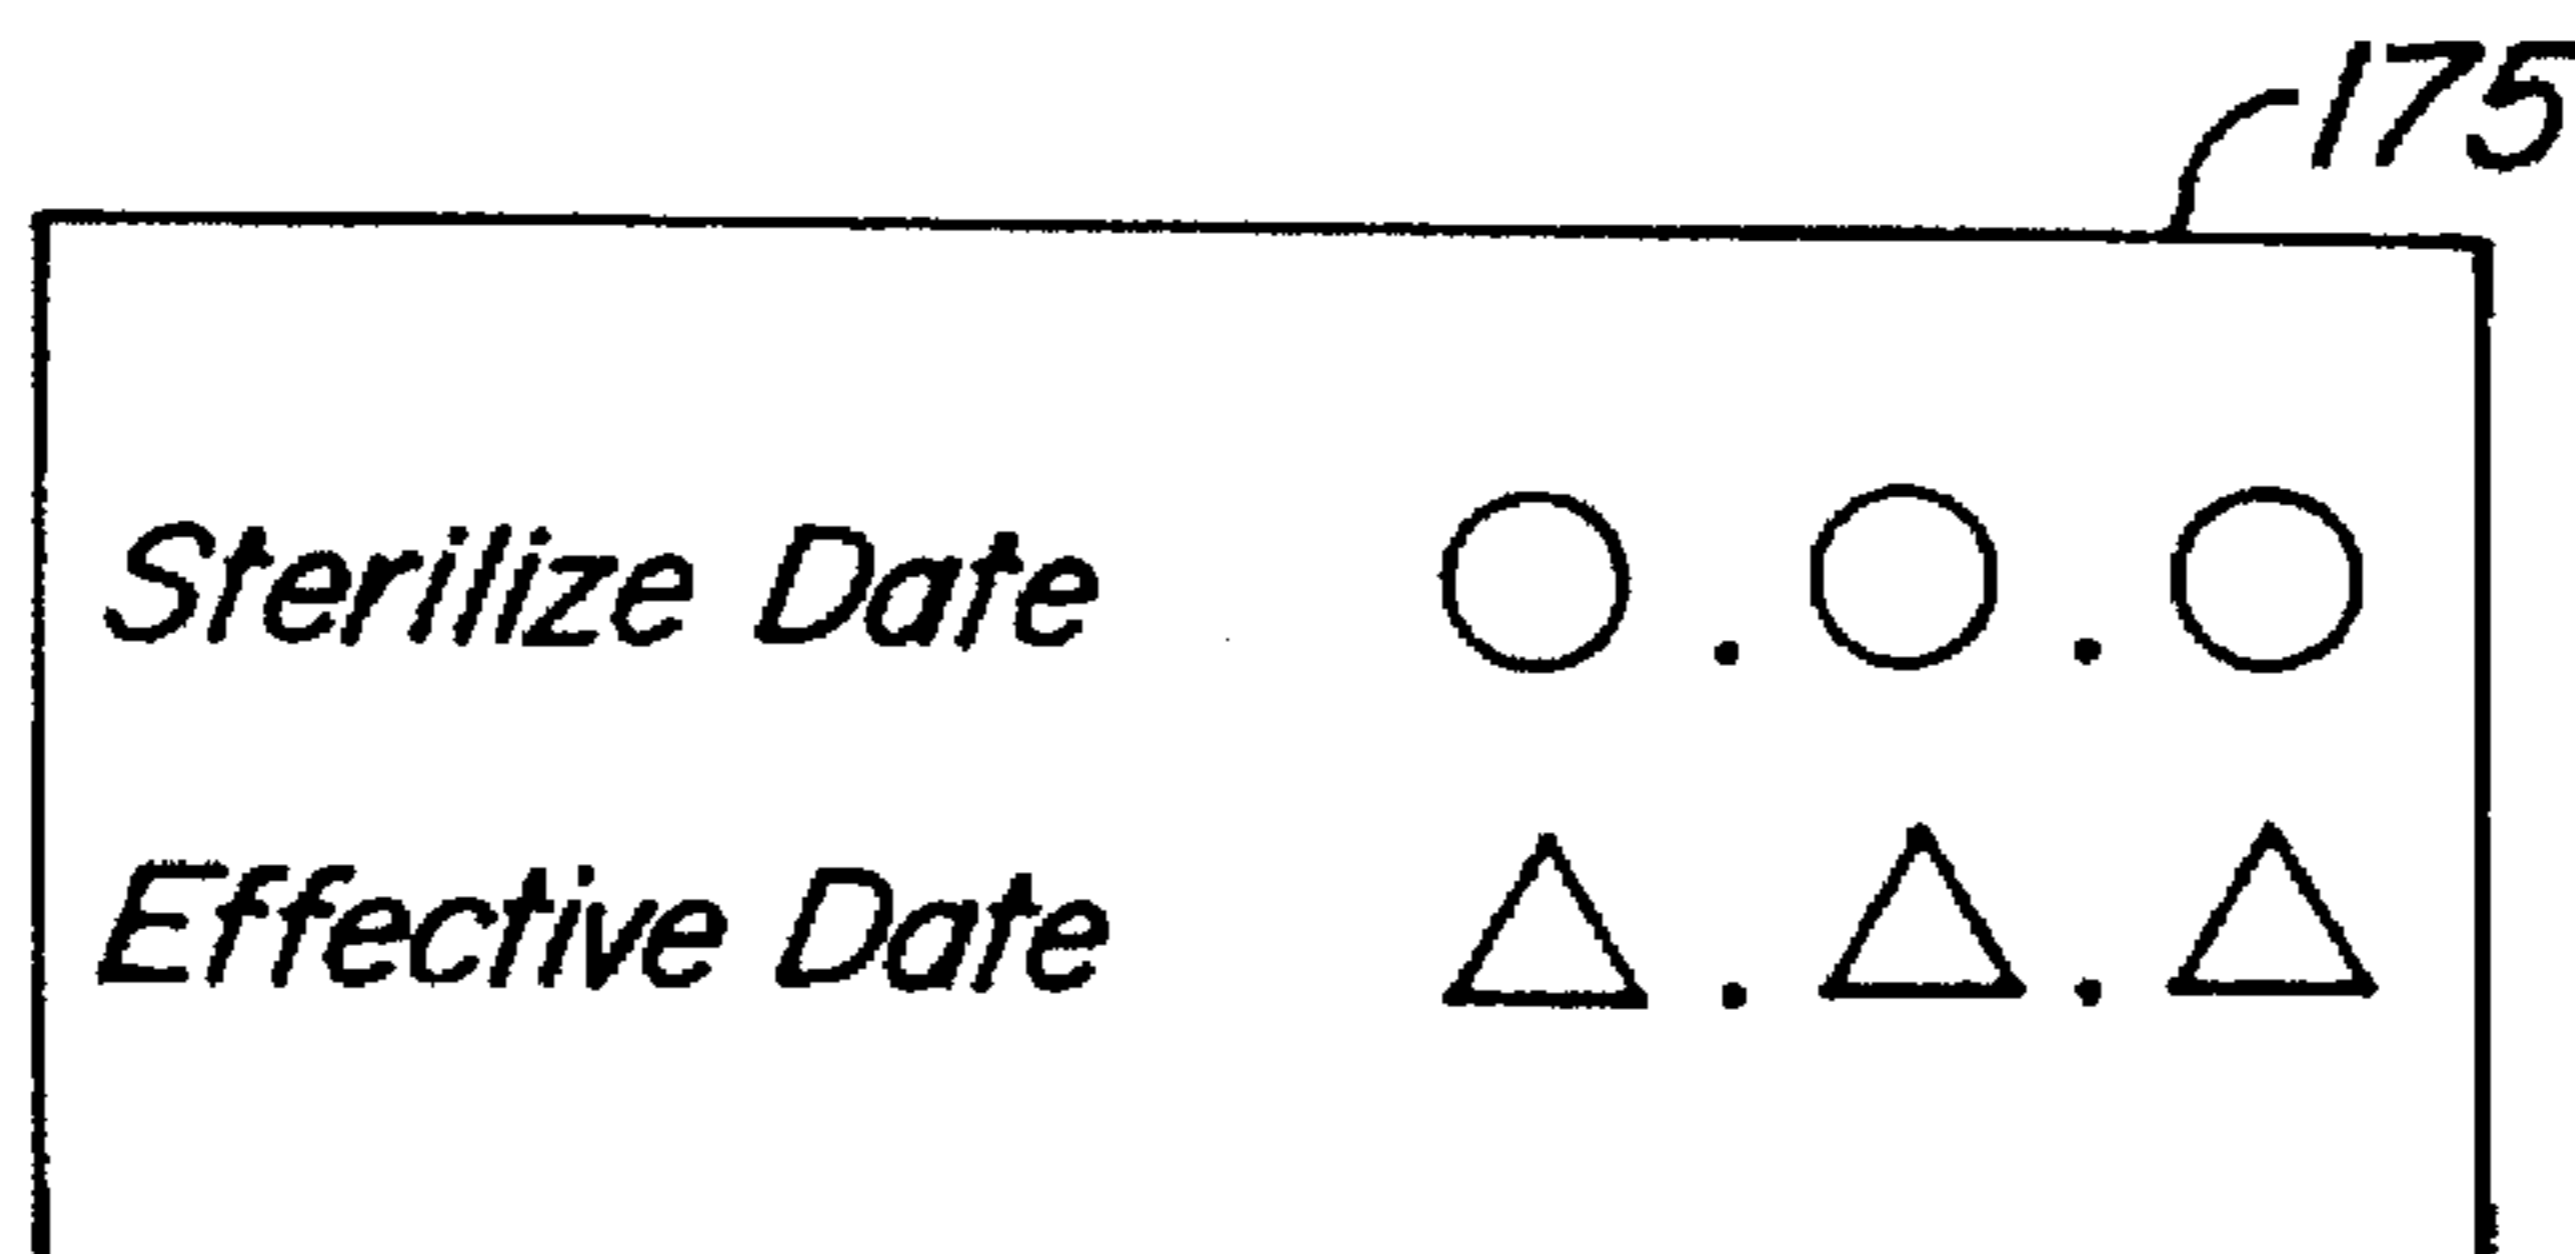 175
Sterilize Date ○.○.○
Effective Date △.△.△